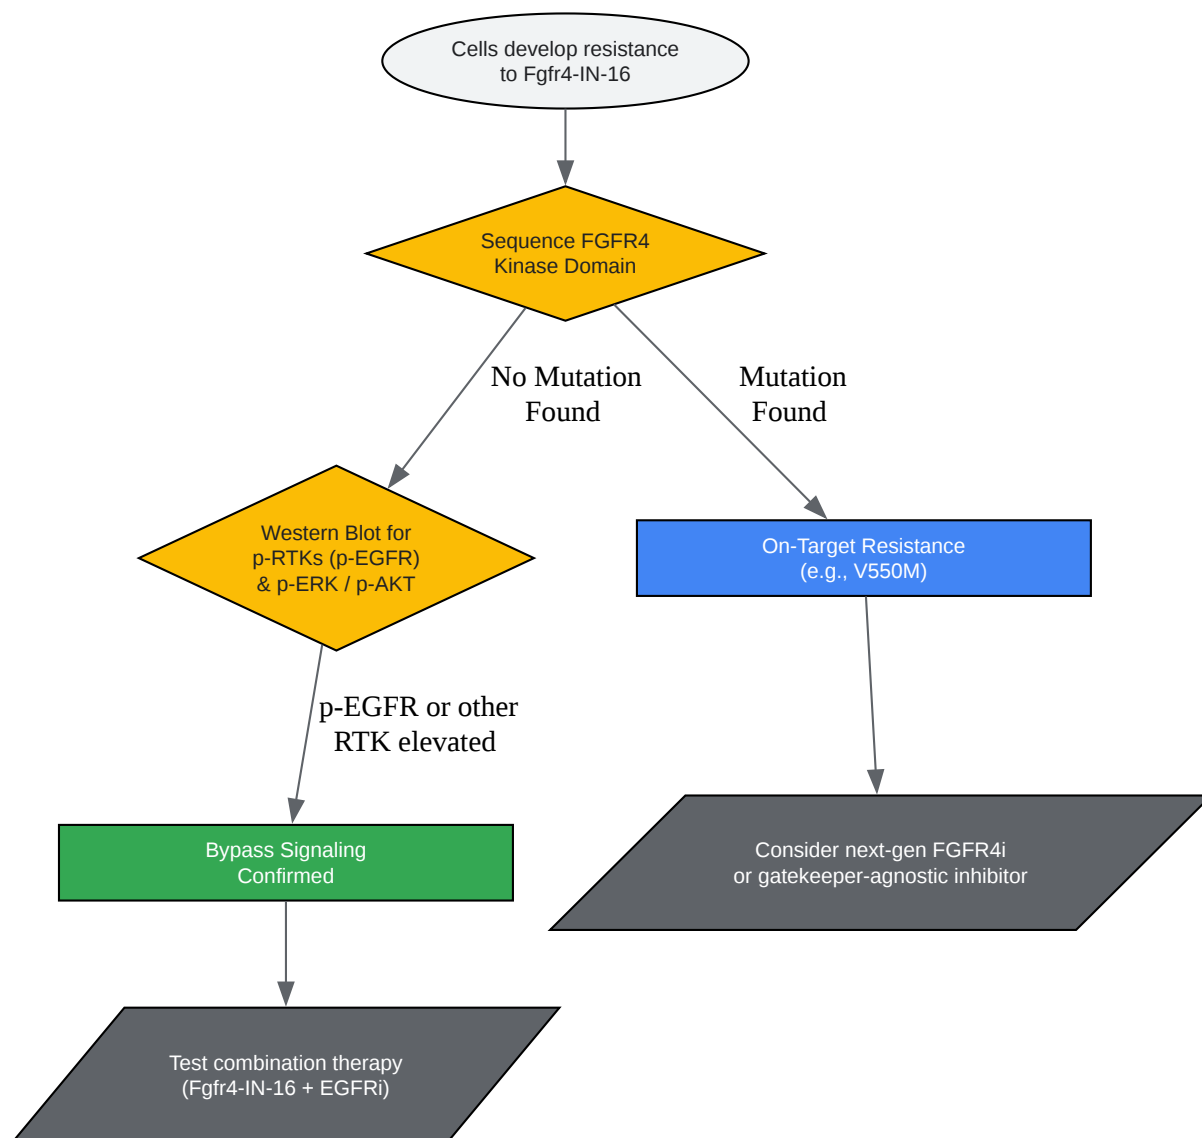 Cells develop resistance
to Fgfr4-IN-16
Sequence FGFR4
Kinase Domain
No Mutation
Found
Mutation
Found
Western Blot for
p-RTKs (p-EGFR)
& p-ERK / p-AKT
On-Target Resistance
(e.g., V550M)
p-EGFR or other
RTK elevated
Bypass Signaling
Confirmed
Consider next-gen FGFR4i
or gatekeeper-agnostic inhibitor
Test combination therapy
(Fgfr4-IN-16 + EGFRi)